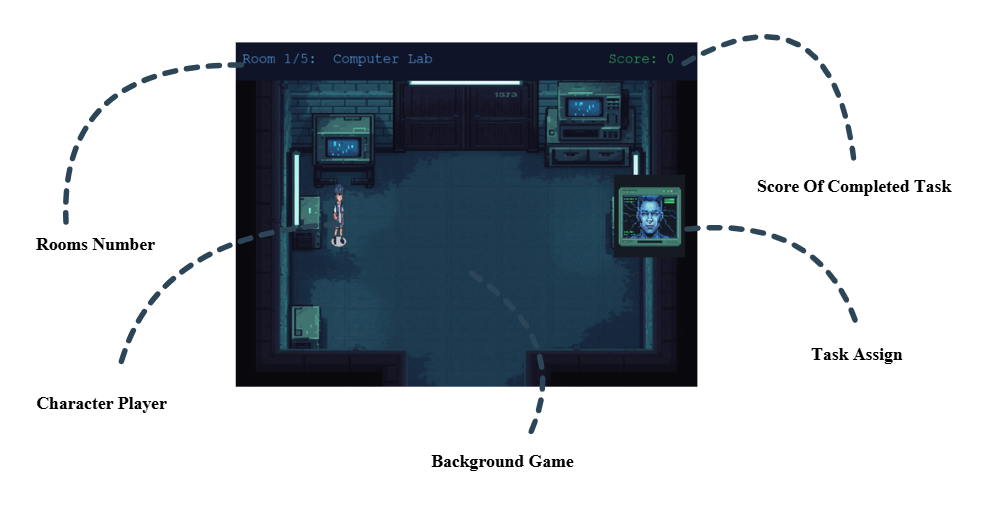 Room 1/5: Computer Lab
Score: 0
1573
Score Of Completed Task
Rooms Number
Task Assign
Character Player
Background Game